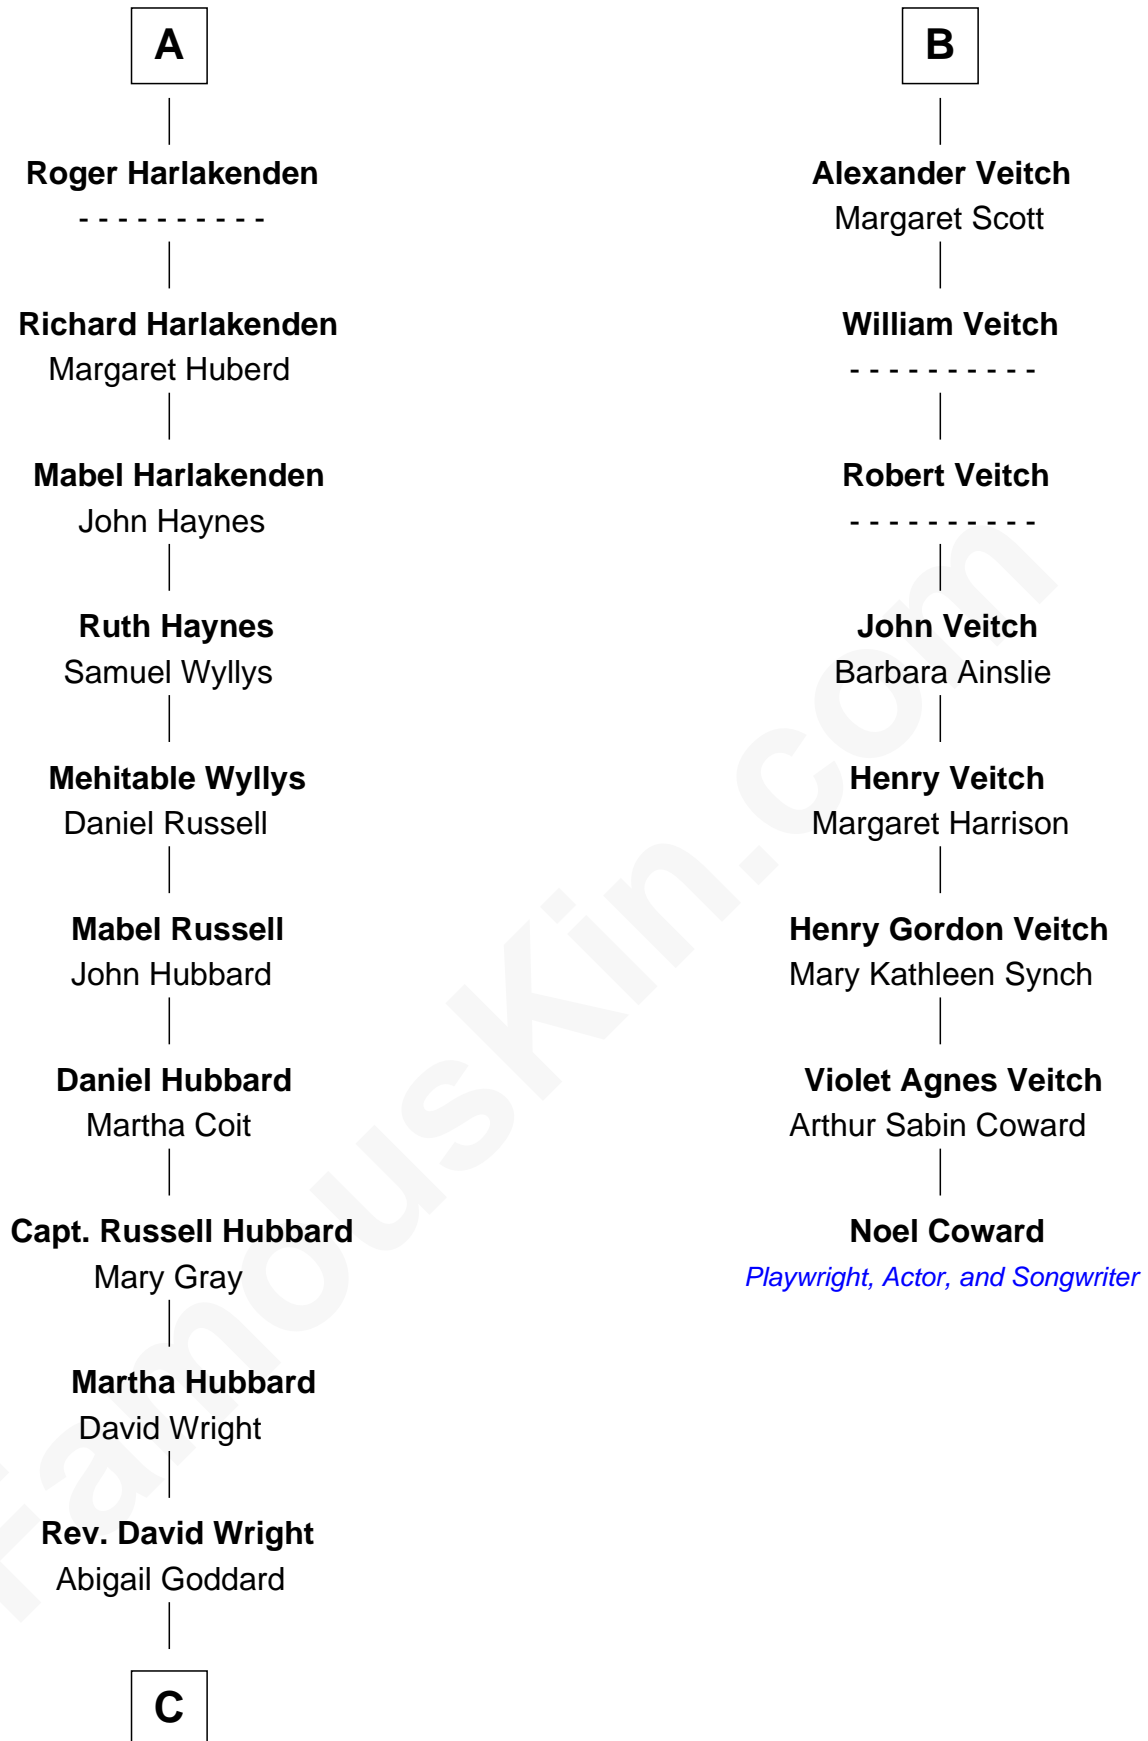 A
Roger Harlakenden
- - - - - - - - - -
Richard Harlakenden
Margaret Huberd
Mabel Harlakenden
John Haynes
Ruth Haynes
Samuel Wyllys
Mehitable Wyllys
Daniel Russell
Mabel Russell
John Hubbard
Daniel Hubbard
Martha Coit
Capt. Russell Hubbard
Mary Gray
Martha Hubbard
David Wright
Rev. David Wright
Abigail Goddard
C
B
Alexander Veitch
Margaret Scott
William Veitch
- - - - - - - - - -
Robert Veitch
- - - - - - - - - -
John Veitch
Barbara Ainslie
Henry Veitch
Margaret Harrison
Henry Gordon Veitch
Mary Kathleen Synch
Violet Agnes Veitch
Arthur Sabin Coward
Noel Coward
Playwright, Actor, and Songwriter
FamousKin.com